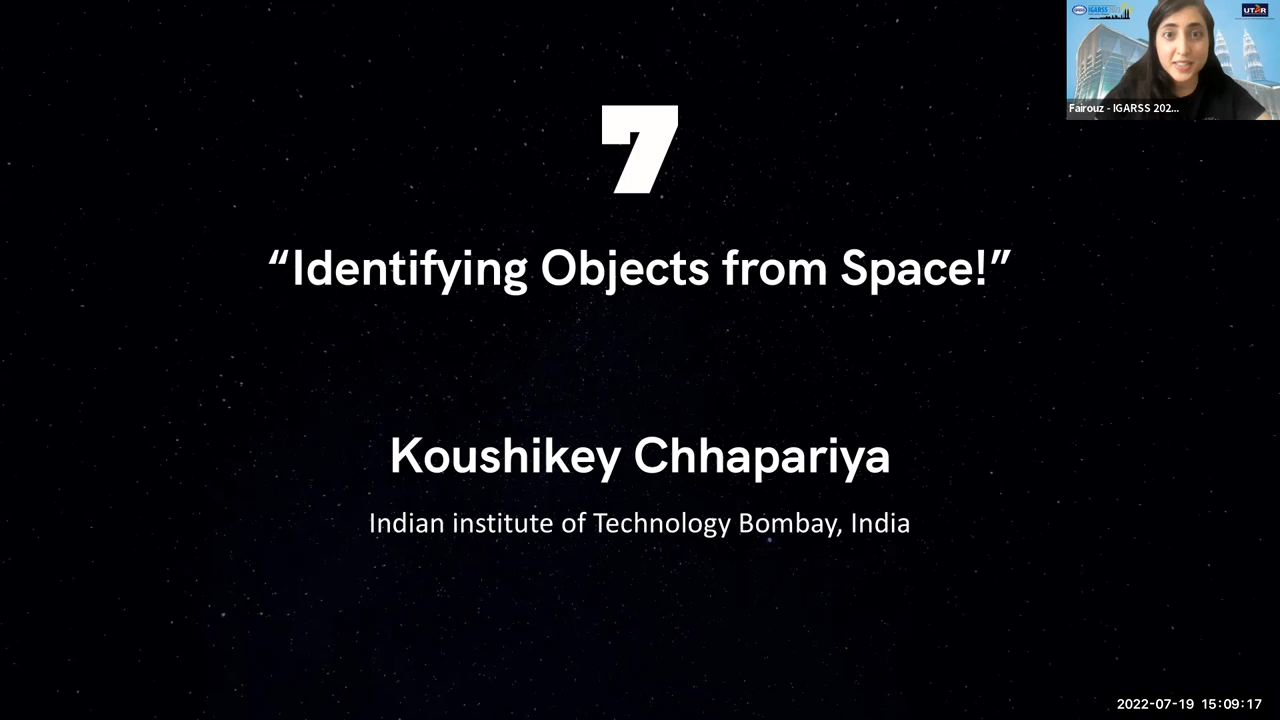 IGARSS
UTAR
Fairouz - IGARSS 202...
7
“Identifying Objects from Space!”
Koushikey Chhapariya
Indian institute of Technology Bombay, India
2022-07-19 15:09:17